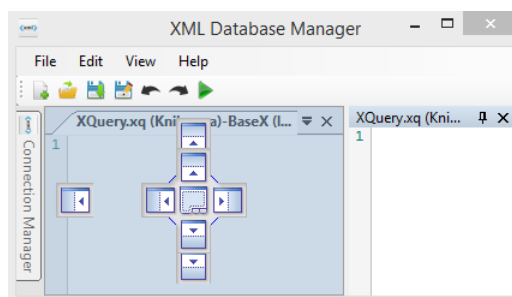 XML Database Manager
File Edit View Help
XQuery.xq (Kni a)-BaseX (l...
XQuery.xq (Kni...
1
1
Connection Manager